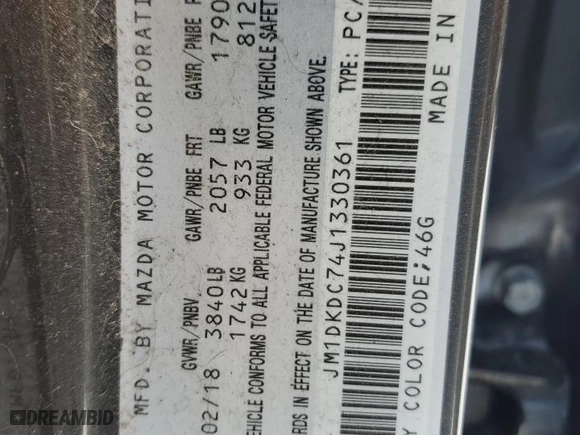 MFD. BY MAZDA MOTOR CORPORATI
GVWR/PNBV GAWR/PNBE FRT GAWR/PNBE
02/18 3840LB 2057 LB 1790
1742KG 933 KG 812
VEHICLE CONFORMS TO ALL APPLICABLE FEDERAL MOTOR VEHICLE SAFET
RDS IN EFFECT ON THE DATE OF MANUFACTURE SHOWN ABOVE.
JM1DKDC74J1330361 TYPE: PC/
Y COLOR CODE;46G MADE IN
DREAMBID